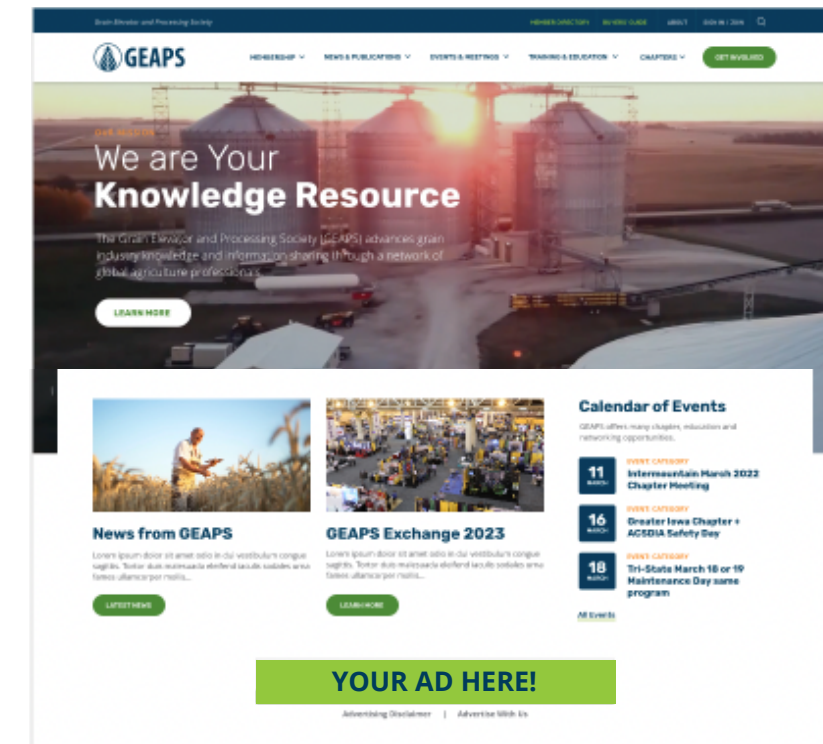 Grain Elevator and Processing Society
MEMBER DIRECTORY BUYERS' GUIDE ABOUT SIGN IN / JOIN
GEAPS
MEMBERSHIP NEWS & PUBLICATIONS EVENTS & MEETINGS TRAINING & EDUCATION CHAPTERS GET INVOLVED
OUR MISSION
We are Your
Knowledge Resource
The Grain Elevator and Processing Society (GEAPS) advances grain
industry knowledge and information sharing through a network of
global agriculture professionals.
LEARN MORE
News from GEAPS
Lorem ipsum dolor sit amet odio in dui vestibulum congue
sagittis. Tortor duis malesuada eleifend iaculis sodales urna
fames ullamcorper mollis...
LATEST NEWS
GEAPS Exchange 2023
Lorem ipsum dolor sit amet odio in dui vestibulum congue
sagittis. Tortor duis malesuada eleifend iaculis sodales urna
fames ullamcorper mollis...
LEARN MORE
Calendar of Events
GEAPS offers many chapter, education and
networking opportunities.
11
MARCH
EVENT CATEGORY
Intermountain March 2022
Chapter Meeting
16
MARCH
EVENT CATEGORY
Greater Iowa Chapter +
ACSDIA Safety Day
18
MARCH
EVENT CATEGORY
Tri-State March 18 or 19
Maintenance Day same
program
All Events
YOUR AD HERE!
Advertising Disclaimer | Advertise With Us